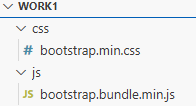 WORK1
css
# bootstrap.min.css
js
JS bootstrap.bundle.min.js